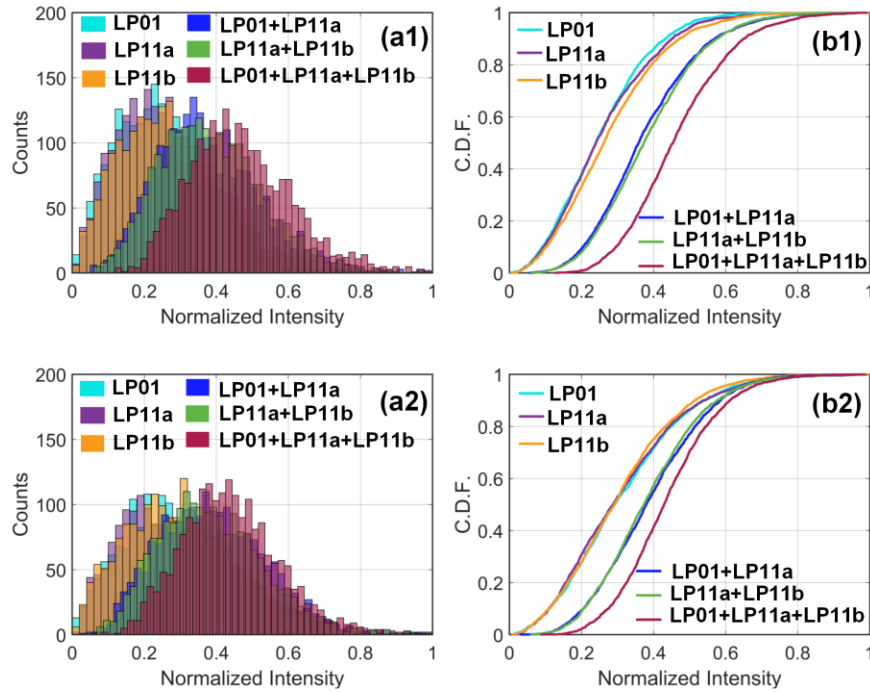 200
150
100
50
0
Counts
LP01
LP11a
LP11b
LP01+LP11a
LP11a+LP11b
LP01+LP11a+LP11b
(a1)
0 0.2 0.4 0.6 0.8 1
Normalized Intensity
1
0.8
0.6
0.4
0.2
0
C.D.F.
LP01
LP11a
LP11b
(b1)
LP01+LP11a
LP11a+LP11b
LP01+LP11a+LP11b
0 0.2 0.4 0.6 0.8 1
Normalized Intensity
200
150
100
50
0
Counts
LP01
LP11a
LP11b
LP01+LP11a
LP11a+LP11b
LP01+LP11a+LP11b
(a2)
0 0.2 0.4 0.6 0.8 1
Normalized Intensity
1
0.8
0.6
0.4
0.2
0
C.D.F.
LP01
LP11a
LP11b
(b2)
LP01+LP11a
LP11a+LP11b
LP01+LP11a+LP11b
0 0.2 0.4 0.6 0.8 1
Normalized Intensity